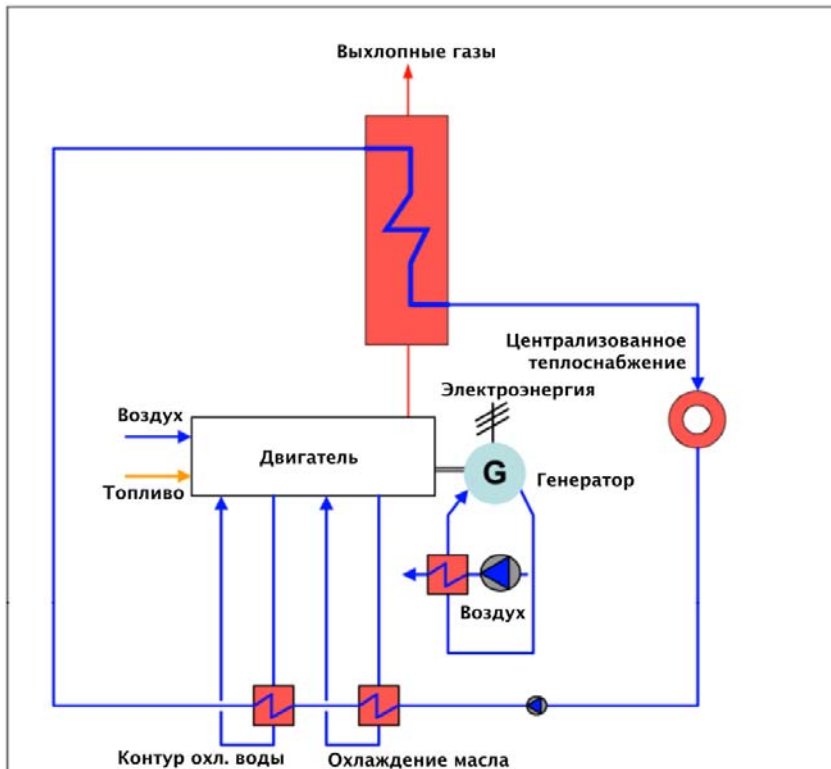 Выхлопные газы
Централизованное
теплоснабжение
Электроэнергия
Воздух
Двигатель
G
Генератор
Топливо
Воздух
Контур охл. воды
Охлаждение масла